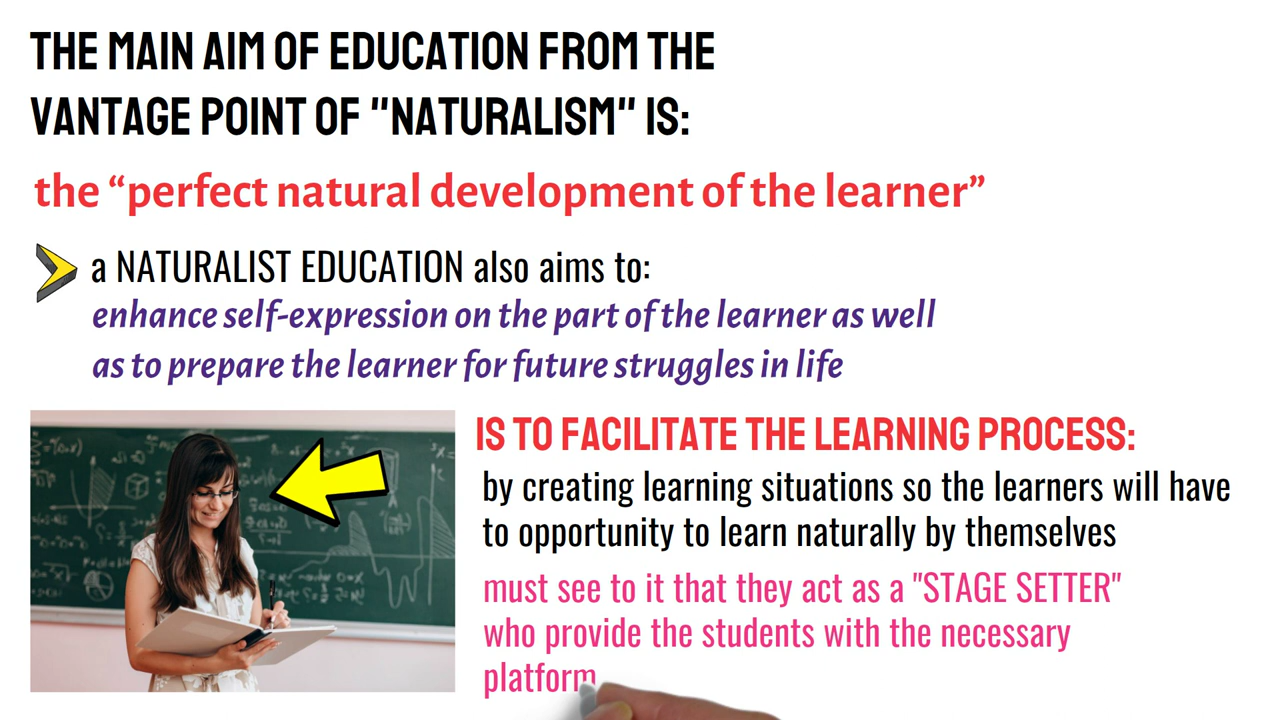 THE MAIN AIM OF EDUCATION FROM THE
VANTAGE POINT OF "NATURALISM" IS:
the “perfect natural development of the learner”
a NATURALIST EDUCATION also aims to:
enhance self-expression on the part of the learner as well
as to prepare the learner for future struggles in life
IS TO FACILITATE THE LEARNING PROCESS:
by creating learning situations so the learners will have
to opportunity to learn naturally by themselves
must see to it that they act as a "STAGE SETTER"
who provide the students with the necessary
platform